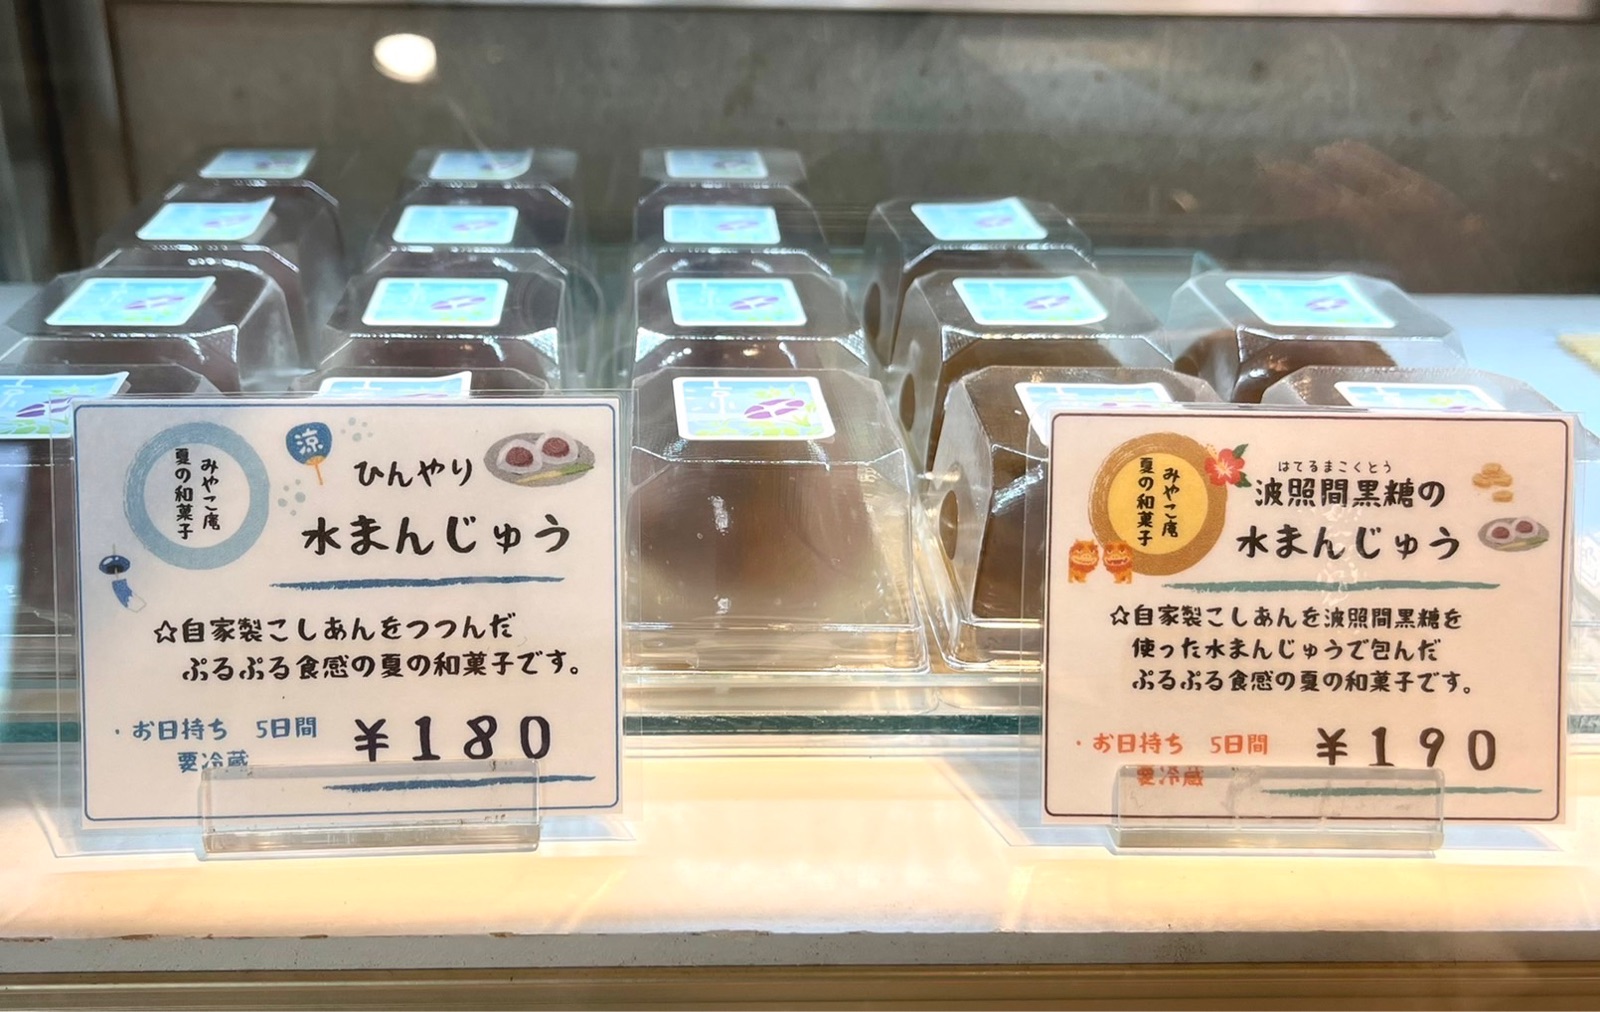 みやこ庵
夏の和菓子
涼
ひんやり
水まんじゅう
☆自家製こしあんをつつんだ
ぷるぷる食感の夏の和菓子です。
・お日持ち 5日間
要冷蔵
¥180
みやこ庵
夏の和菓子
はてるまこくとう
波照間黒糖の
水まんじゅう
☆自家製こしあんを波照間黒糖を
使った水まんじゅうで包んだ
ぷるぷる食感の夏の和菓子です。
・お日持ち 5日間
要冷蔵
¥190
涼